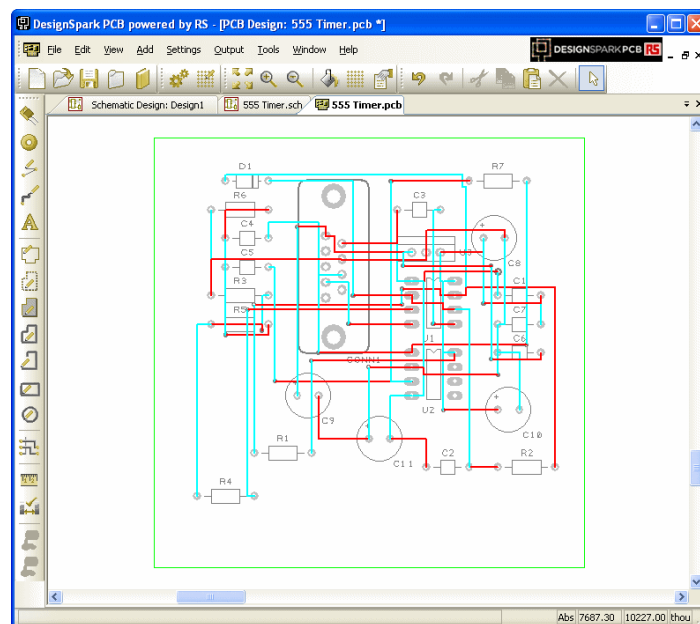 DesignSpark PCB powered by RS - [PCB Design: 555 Timer.pcb *]
File Edit View Add Settings Output Tools Window Help
DESIGNSPARK PCB RS
Schematic Design: Design1 555 Timer.sch 555 Timer.pcb
D1 R7
R6 C3
C4
U3
C5 C8
R3 C1
R5 C7
U1 C6
CONN1
U2
C9 C10
R1 C11 C2 R2
R4
Abs 7687.30 10227.00 thou